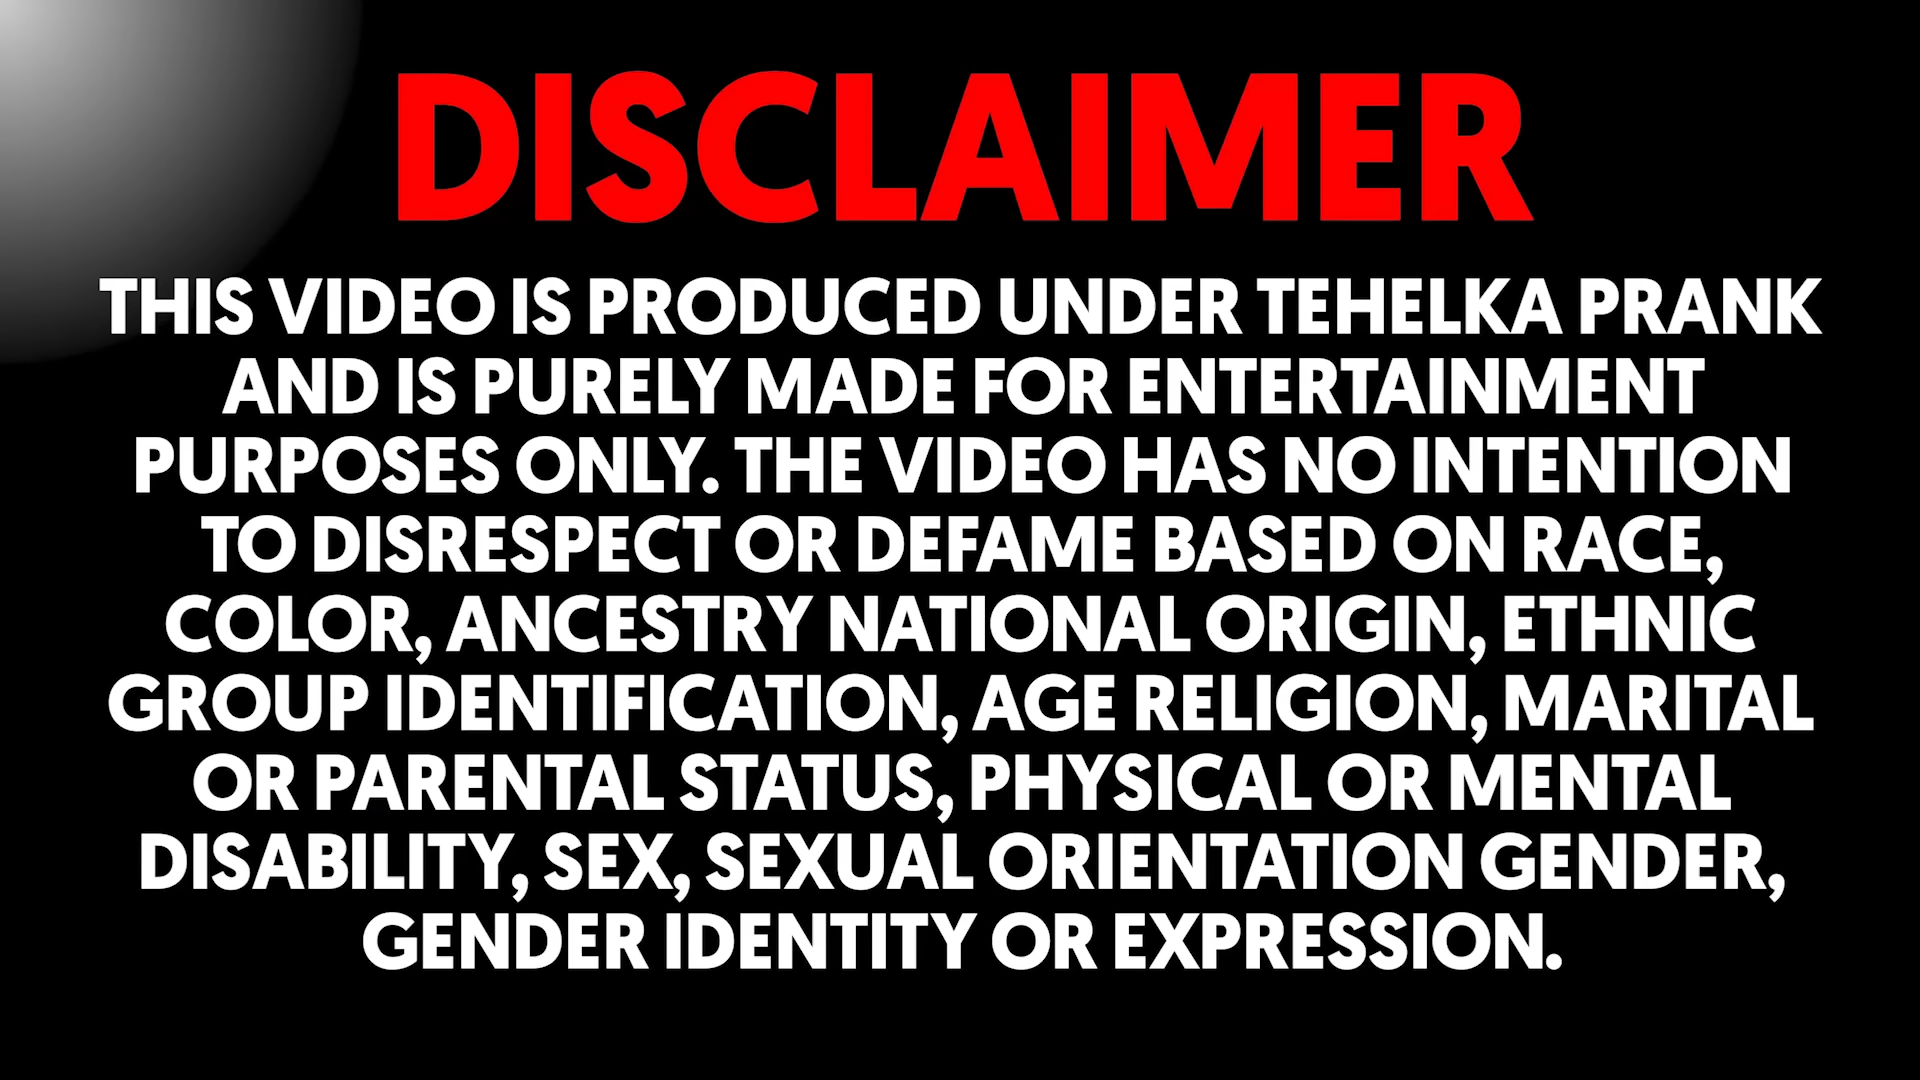 DISCLAIMER
THIS VIDEO IS PRODUCED UNDER TEHELKA PRANK
AND IS PURELY MADE FOR ENTERTAINMENT
PURPOSES ONLY. THE VIDEO HAS NO INTENTION
TO DISRESPECT OR DEFAME BASED ON RACE,
COLOR, ANCESTRY NATIONAL ORIGIN, ETHNIC
GROUP IDENTIFICATION, AGE RELIGION, MARITAL
OR PARENTAL STATUS, PHYSICAL OR MENTAL
DISABILITY, SEX, SEXUAL ORIENTATION GENDER,
GENDER IDENTITY OR EXPRESSION.